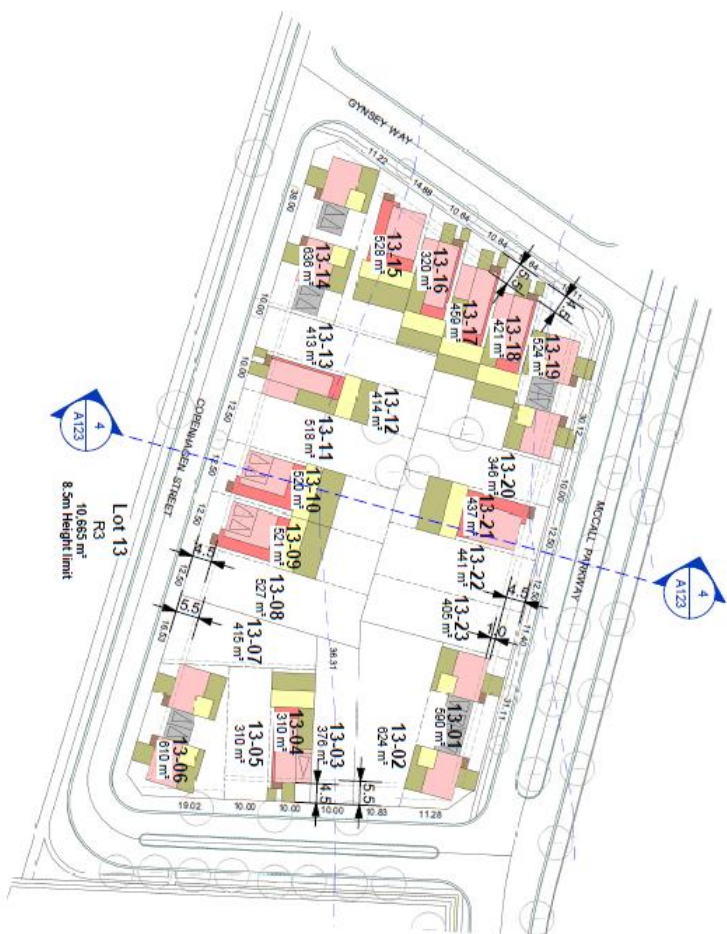 GYNSEY WAY
11.22
14.88
10.64
10.64
5.5
4.5
38.00
13-15
528 m²
13-16
320 m²
13-17
459 m²
13-18
421 m²
13-19
524 m²
13-14
636 m²
13-13
413 m²
10.00
30.12
13-12
414 m²
10.00
13-11
518 m²
12.50
13-20
346 m²
10.00
MCCALL PARKWAY
4
A123
COPENHAGEN STREET
13-10
520 m²
13-21
437 m²
12.50
12.50
13-09
521 m²
13-22
441 m²
12.50
4
A123
12.50
13-08
527 m²
13-23
405 m²
11.40
12.50
5.5
13-07
415 m²
36.31
31.11
16.53
Lot 13
R3
10,665 m²
8.5m Height limit
13-01
590 m²
13-02
624 m²
13-03
376 m²
13-04
310 m²
13-05
310 m²
13-06
610 m²
4.5
5.5
19.02
10.00
10.00
10.00
10.83
11.28